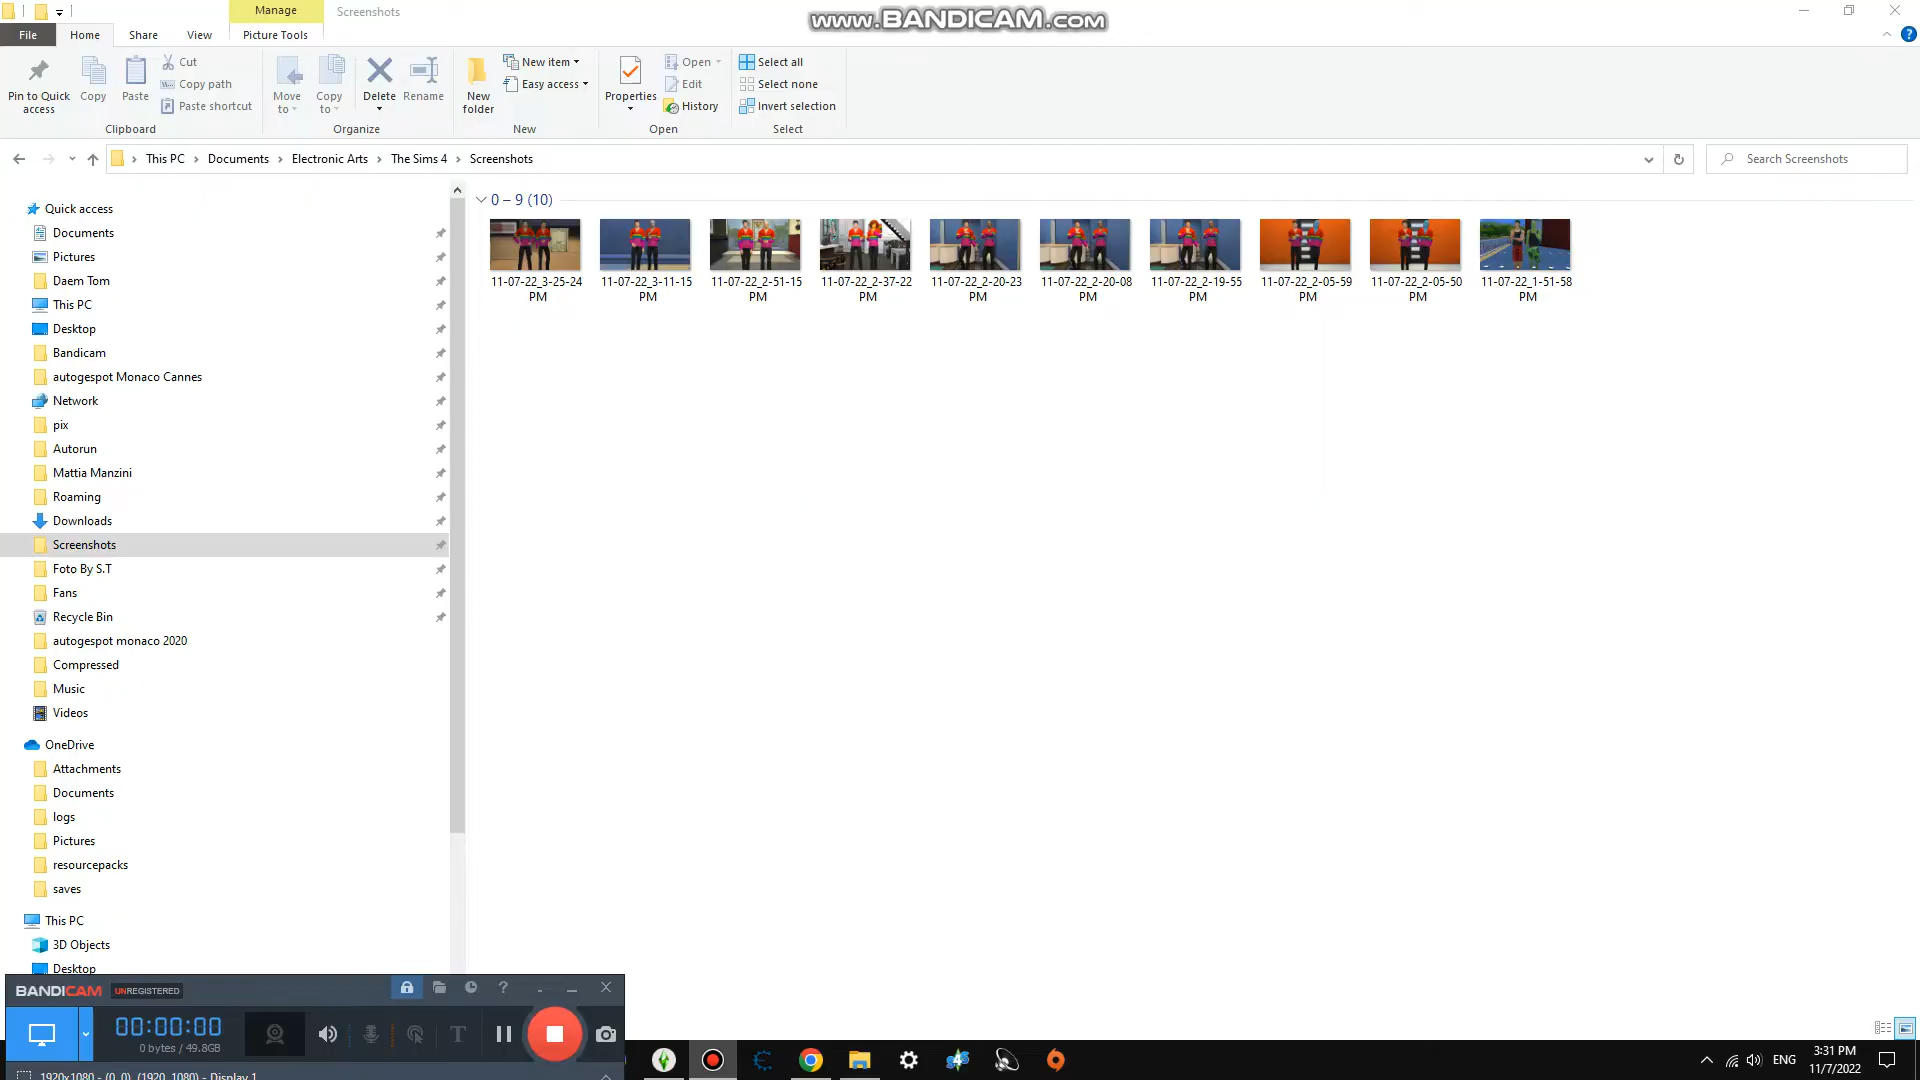 Manage
Screenshots
www.BANDICAM.com
File
Home
Share
View
Picture Tools
?
Pin to Quick access
Copy
Paste
Cut
Copy path
Paste shortcut
Clipboard
Move to
Copy to
Delete
Rename
Organize
New folder
New item
Easy access
New
Properties
Open
Edit
History
Open
Select all
Select none
Invert selection
Select
This PC
Documents
Electronic Arts
The Sims 4
Screenshots
Search Screenshots
0 – 9 (10)
11-07-22_3-25-24 PM
11-07-22_3-11-15 PM
11-07-22_2-51-15 PM
11-07-22_2-37-22 PM
11-07-22_2-20-23 PM
11-07-22_2-20-08 PM
11-07-22_2-19-55 PM
11-07-22_2-05-59 PM
11-07-22_2-05-50 PM
11-07-22_1-51-58 PM
Quick access
Documents
Pictures
Daem Tom
This PC
Desktop
Bandicam
autogespot Monaco Cannes
Network
pix
Autorun
Mattia Manzini
Roaming
Downloads
Screenshots
Foto By S.T
Fans
Recycle Bin
autogespot monaco 2020
Compressed
Music
Videos
OneDrive
Attachments
Documents
logs
Pictures
resourcepacks
saves
This PC
3D Objects
Desktop
BANDICAM UNREGISTERED
?
00:00:00
0 bytes / 49.8GB
T
1920x1080 - (0, 0), (1920, 1080) - Display 1
4
ENG
3:31 PM
11/7/2022